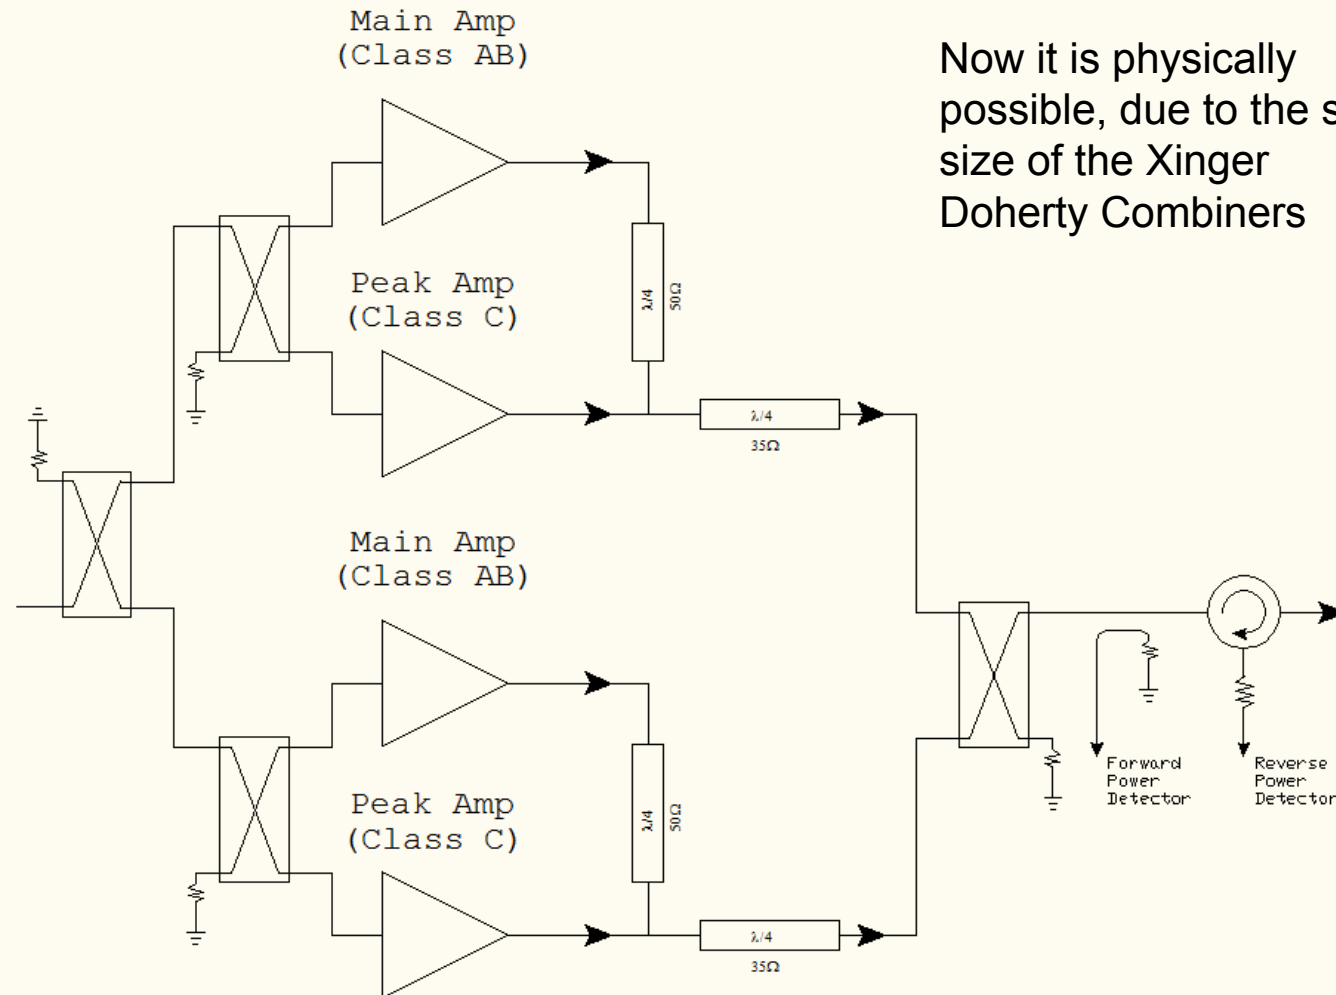 Main Amp
(Class AB)
Now it is physically
possible, due to the
size of the Xinger
Doherty Combiners
Peak Amp
(Class C)
λ/4
50Ω
λ/4
35Ω
Main Amp
(Class AB)
Peak Amp
(Class C)
λ/4
50Ω
λ/4
35Ω
Forward
Power
Detector
Reverse
Power
Detector